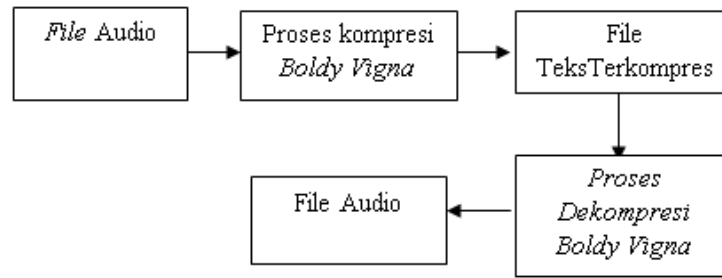 File Audio
Proses kompresi
Boldy Vigna
File
TeksTerkompres
Proses
Dekompresi
Boldy Vigna
File Audio